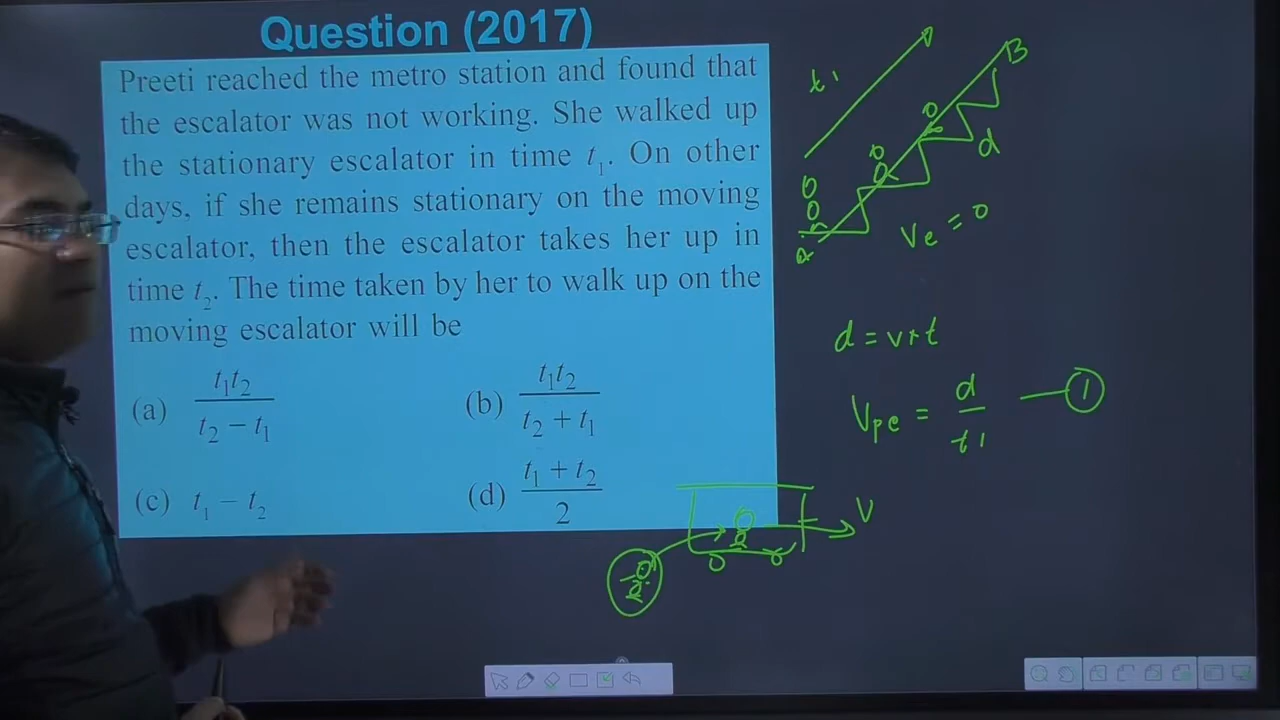 Question (2017)
Preeti reached the metro station and found that
the escalator was not working. She walked up
the stationary escalator in time t₁. On other
days, if she remains stationary on the moving
escalator, then the escalator takes her up in
time t₂. The time taken by her to walk up on the
moving escalator will be
(a) t₁t₂ / t₂ − t₁
(b) t₁t₂ / t₂ + t₁
(c) t₁ − t₂
(d) t₁ + t₂ / 2
t1
B
d
Ve = 0
d = v × t
Vpe = d / t1 — 1
V